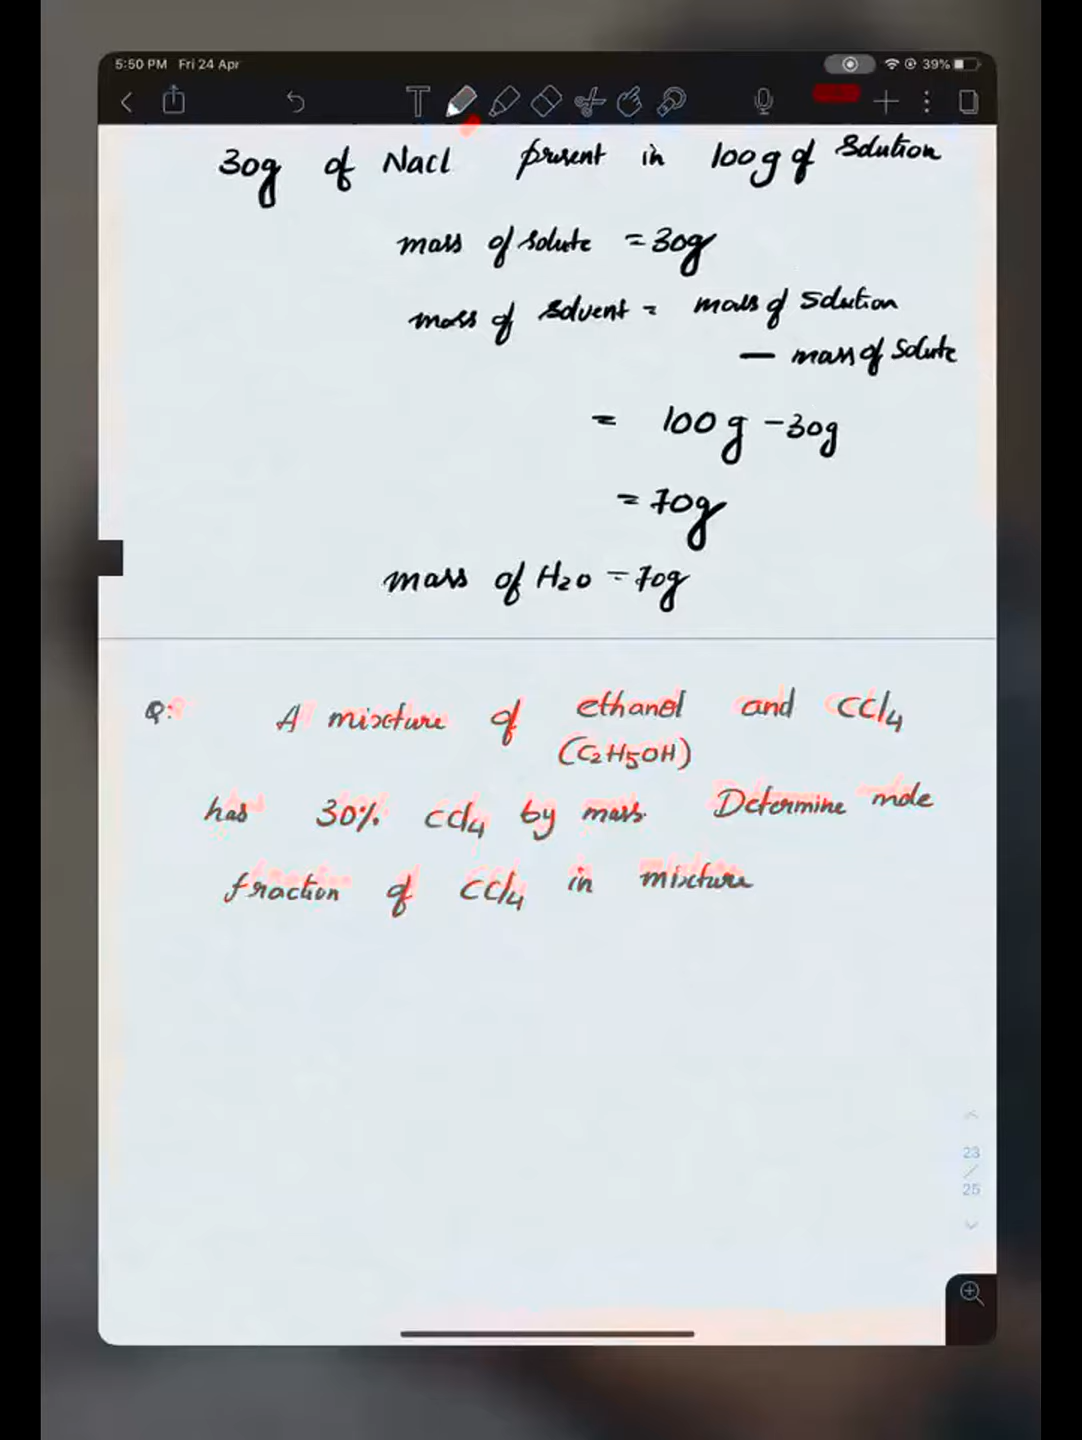 5:50 PM Fri 24 Apr
39%
30g of Nacl present in 100g of Solution
mass of solute = 30g
mass of solvent = mass of solution
— mass of solute
= 100g - 30g
= 70g
mass of H2O = 70g
Q: A mixture of ethanol and CCl4
(C2H5OH)
has 30% CCl4 by mass. Determine mole
fraction of CCl4 in mixture
23
/
25